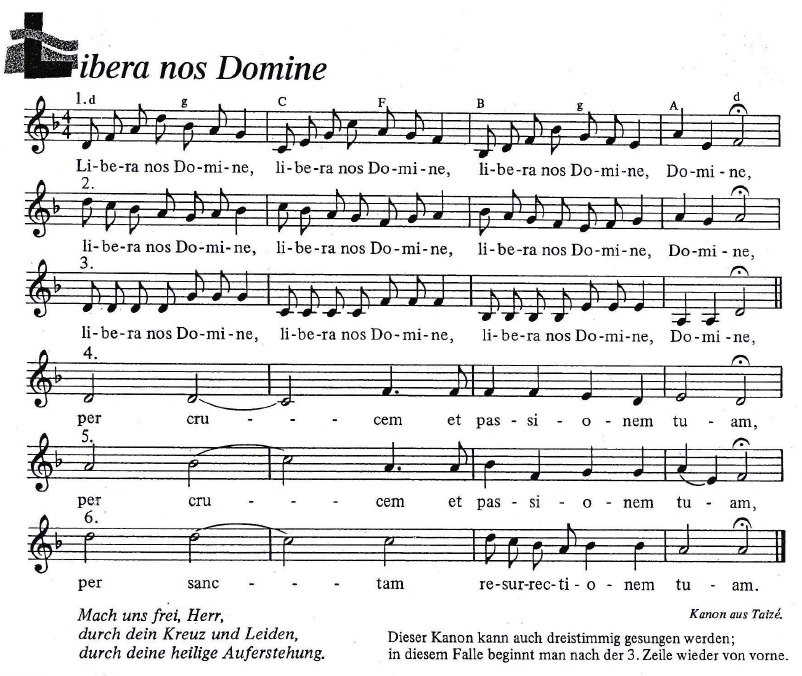 Libera nos Domine
1. d g C F B g A d
Li-be-ra nos Do-mi-ne, li-be-ra nos Do-mi-ne, li-be-ra nos Do-mi-ne, Do-mi-ne,
2.
li-be-ra nos Do-mi-ne, li-be-ra nos Do-mi-ne, li-be-ra nos Do-mi-ne, Do-mi-ne,
3.
li-be-ra nos Do-mi-ne, li-be-ra nos Do-mi-ne, li-be-ra nos Do-mi-ne, Do-mi-ne,
4.
per cru - - - cem et pas - si - o - nem tu - am,
5.
per cru - - - cem et pas - si - o - nem tu - am,
6.
per sanc - - - tam re-sur-rec-ti - o - nem tu - am.
Mach uns frei, Herr,
durch dein Kreuz und Leiden,
durch deine heilige Auferstehung.
Kanon aus Taizé.
Dieser Kanon kann auch dreistimmig gesungen werden;
in diesem Falle beginnt man nach der 3. Zeile wieder von vorne.